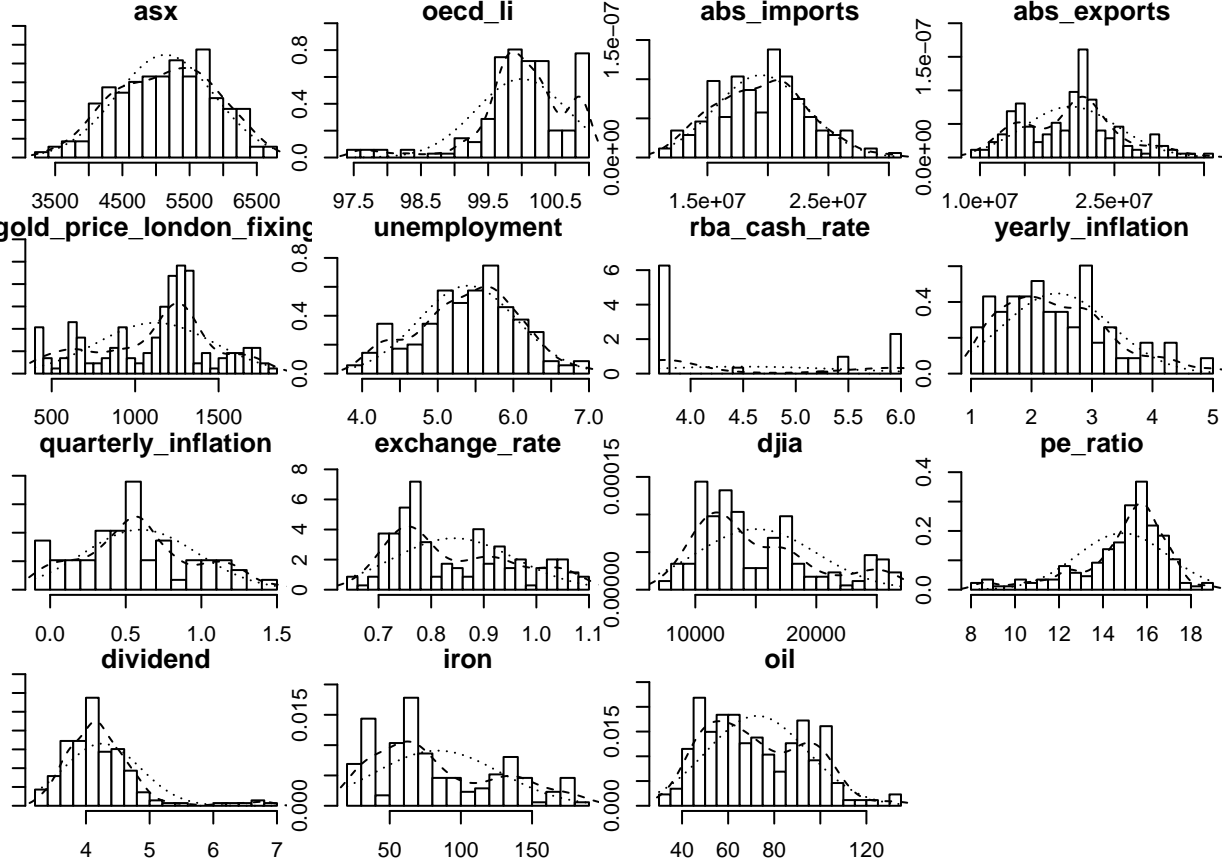 asx
oecd_li
abs_imports
abs_exports
0.0 0.4 0.8
0.0e+00 1.5e−07
0.0e+00 1.5e−07
3500 4500 5500 6500
97.5 98.5 99.5 100.5
1.5e+07 2.5e+07
1.0e+07 2.5e+07
gold_price_london_fixing
unemployment
rba_cash_rate
yearly_inflation
0.0 0.4 0.8
0 2 4 6
0.0 0.4
500 1000 1500
4.0 5.0 6.0 7.0
4.0 4.5 5.0 5.5 6.0
1 2 3 4 5
quarterly_inflation
exchange_rate
djia
pe_ratio
0 2 4 6 8
0.00000 0.00015
0.0 0.2 0.4
0.0 0.5 1.0 1.5
0.7 0.8 0.9 1.0 1.1
10000 20000
8 10 12 14 16 18
dividend
iron
oil
0.000 0.015
0.000 0.015
4 5 6 7
50 100 150
40 60 80 120